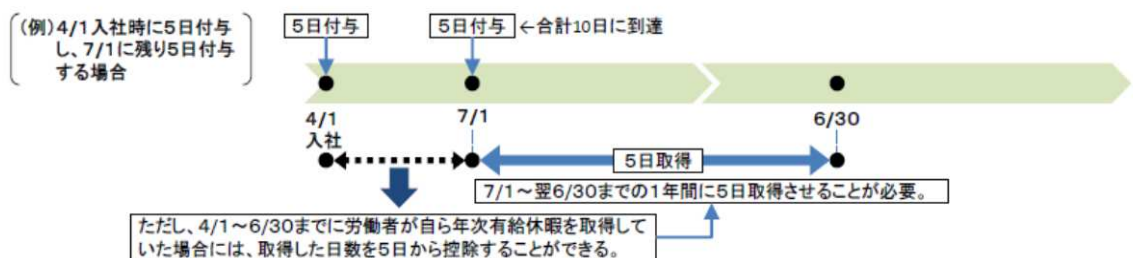 (例)4/1入社時に5日付与
し、7/1に残り5日付与
する場合
5日付与
5日付与 ←合計10日に到達
4/1
入社
7/1
6/30
5日取得
7/1~翌6/30までの1年間に5日取得させることが必要。
ただし、4/1~6/30までに労働者が自ら年次有給休暇を取得して
いた場合には、取得した日数を5日から控除することができる。